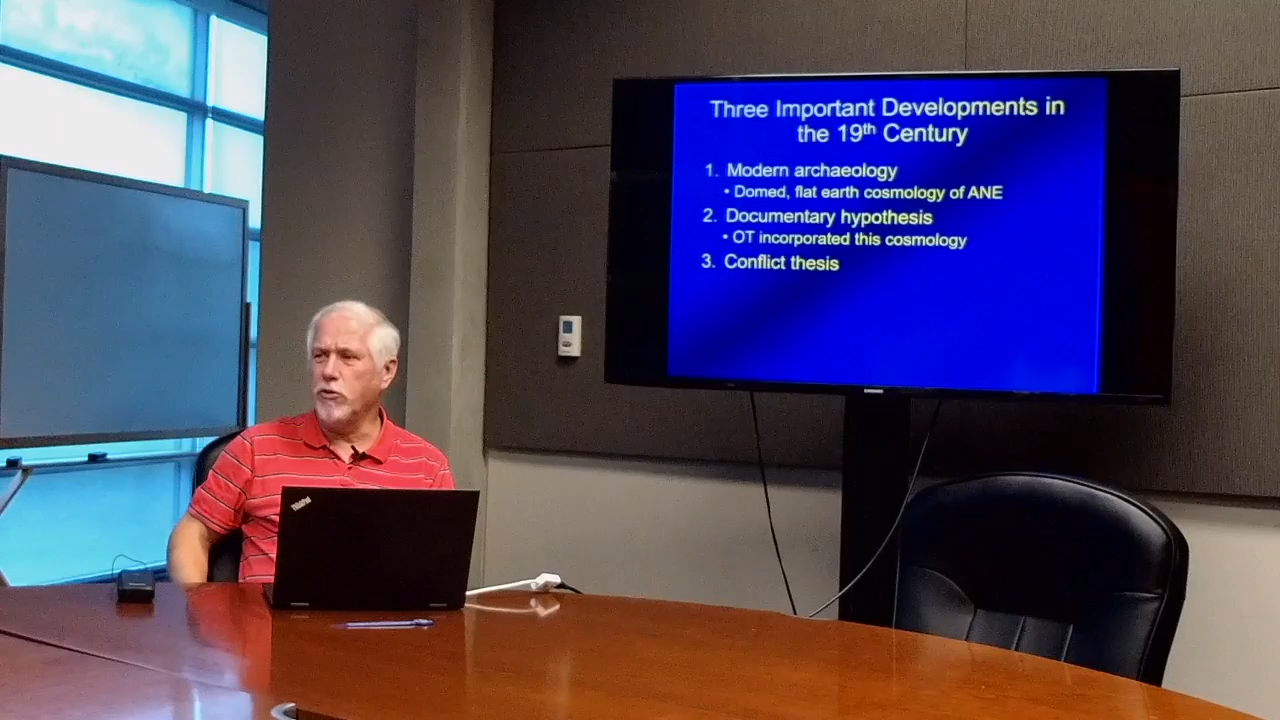 Three Important Developments in
the 19th Century
1. Modern archaeology
• Domed, flat earth cosmology of ANE
2. Documentary hypothesis
• OT incorporated this cosmology
3. Conflict thesis
ThinkPad